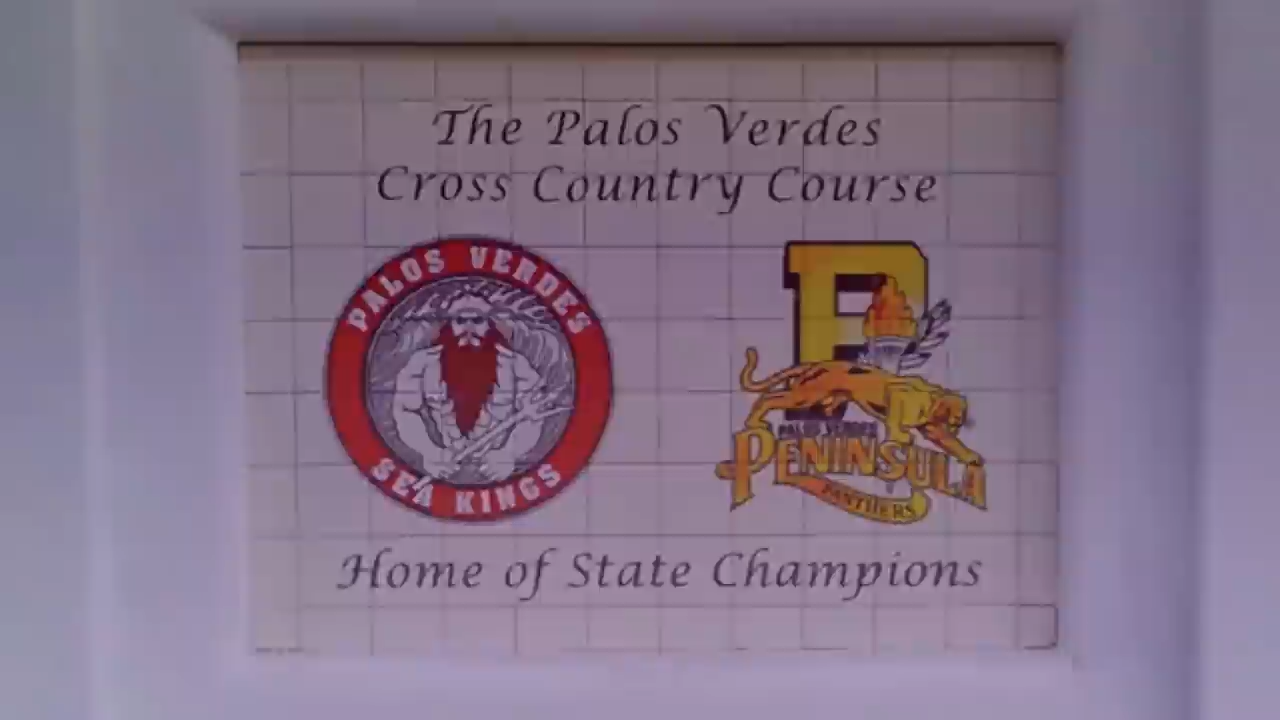 The Palos Verdes
Cross Country Course
PALOS VERDES
SEA KINGS
P
PALOS VERDES
PENINSULA
PANTHERS
Home of State Champions